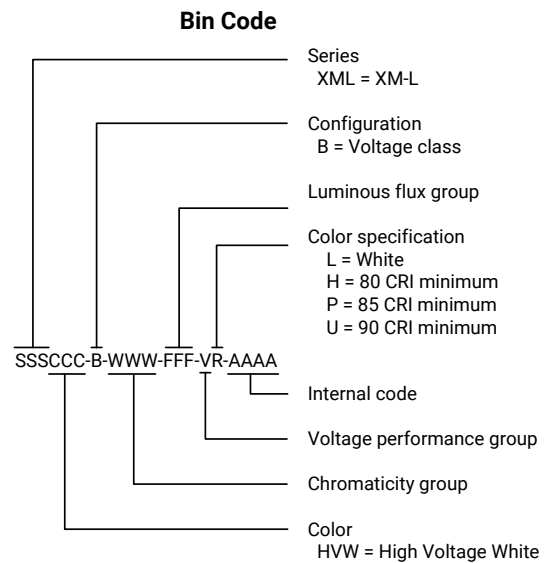 Bin Code
Series
XML = XM-L
Configuration
B = Voltage class
Luminous flux group
Color specification
L = White
H = 80 CRI minimum
P = 85 CRI minimum
U = 90 CRI minimum
SSSCCC-B-WWW-FFF-VR-AAAA
Internal code
Voltage performance group
Chromaticity group
Color
HVW = High Voltage White